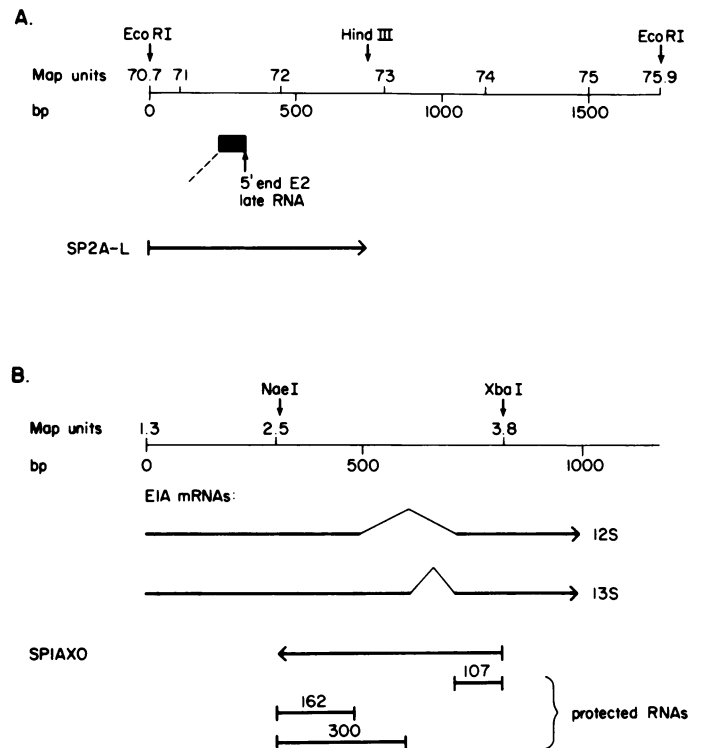 A.
Eco RI Hind III Eco RI
Map units 70.7 71 72 73 74 75 75.9
bp 0 500 1000 1500
5' end E2
late RNA
SP2A-L
B.
Nae I Xba I
Map units 1.3 2.5 3.8
bp 0 500 1000
EIA mRNAs:
12S
13S
SPIAXO
107
162
300
protected RNAs